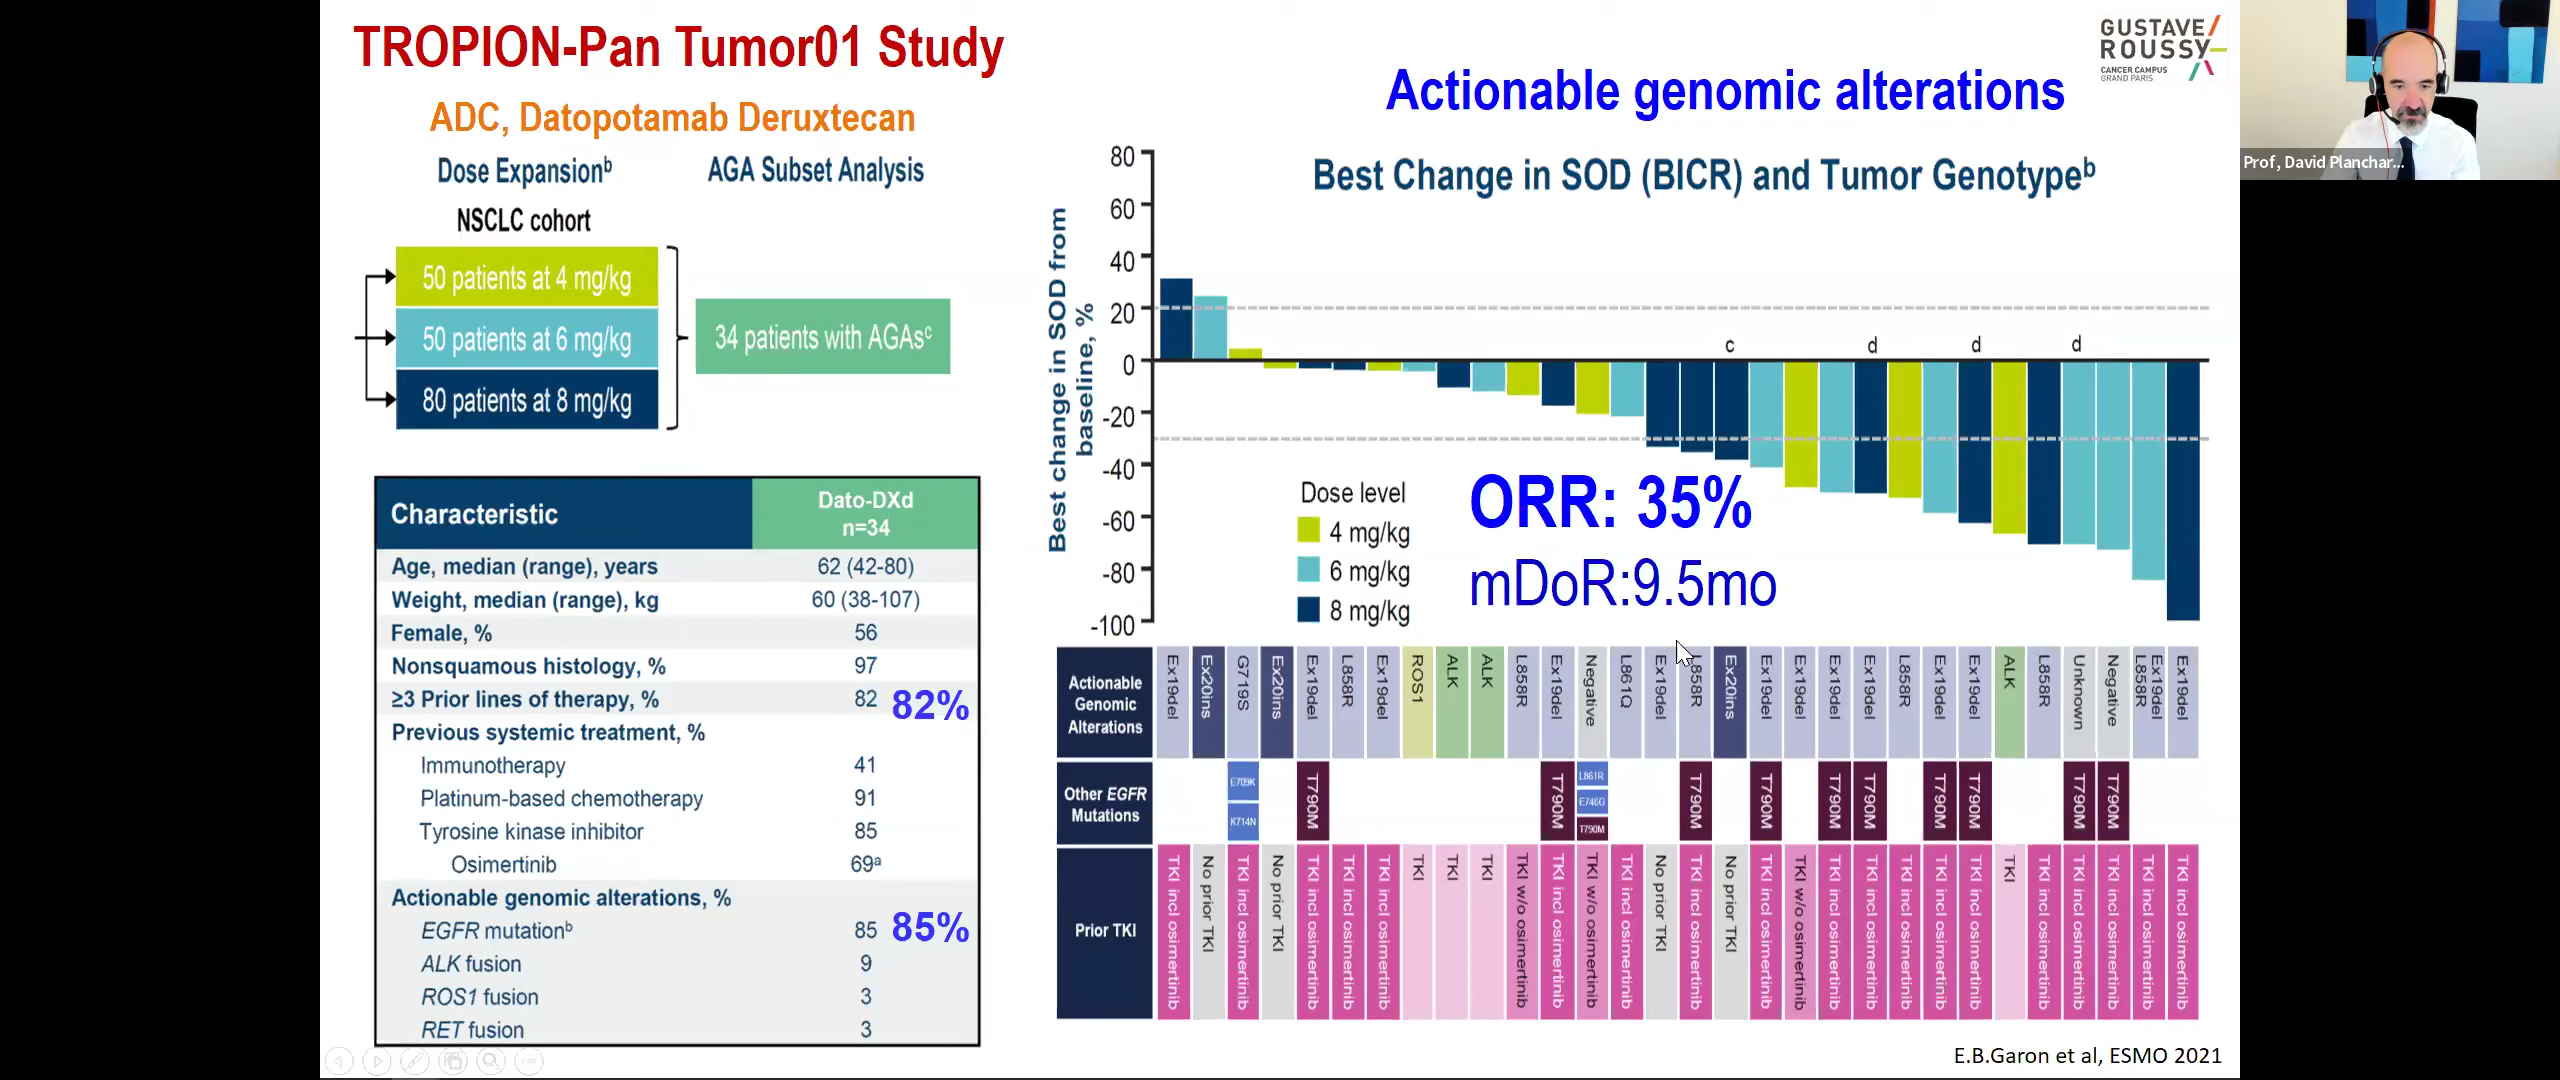 TROPION-Pan Tumor01 Study
ADC, Datopotamab Deruxtecan
Dose Expansionᵇ
AGA Subset Analysis
NSCLC cohort
50 patients at 4 mg/kg
50 patients at 6 mg/kg
80 patients at 8 mg/kg
34 patients with AGAsᶜ
Characteristic
Dato-DXd
n=34
Age, median (range), years 62 (42-80)
Weight, median (range), kg 60 (38-107)
Female, % 56
Nonsquamous histology, % 97
≥3 Prior lines of therapy, % 82 82%
Previous systemic treatment, %
Immunotherapy 41
Platinum-based chemotherapy 91
Tyrosine kinase inhibitor 85
Osimertinib 69ᵃ
Actionable genomic alterations, %
EGFR mutationᵇ 85 85%
ALK fusion 9
ROS1 fusion 3
RET fusion 3
Actionable genomic alterations
Best Change in SOD (BICR) and Tumor Genotypeᵇ
Best change in SOD from
baseline, %
80
60
40
20
0
-20
-40
-60
-80
-100
c d d d
Dose level
4 mg/kg
6 mg/kg
8 mg/kg
ORR: 35%
mDoR:9.5mo
Actionable
Genomic
Alterations
Ex19del
Ex20ins
G719S
Ex20ins
Ex19del
L858R
Ex19del
ROS1
ALK
ALK
L858R
Ex19del
Negative
L861Q
Ex19del
L858R
Ex20ins
Ex19del
Ex19del
Ex19del
Ex19del
L858R
Ex19del
Ex19del
ALK
L858R
Unknown
Negative
Ex19del
L858R
Ex19del
Other EGFR
Mutations
E709K
K714N
T790M
T790M
L861R
E746G
T790M
T790M
T790M
T790M
T790M
T790M
T790M
T790M
T790M
Prior TKI
TKI incl osimertinib
No prior TKI
TKI incl osimertinib
No prior TKI
TKI incl osimertinib
TKI incl osimertinib
TKI incl osimertinib
TKI
TKI
TKI
TKI w/o osimertinib
TKI incl osimertinib
TKI w/o osimertinib
TKI incl osimertinib
No prior TKI
TKI incl osimertinib
No prior TKI
TKI incl osimertinib
TKI w/o osimertinib
TKI incl osimertinib
TKI incl osimertinib
TKI incl osimertinib
TKI incl osimertinib
TKI incl osimertinib
TKI
TKI incl osimertinib
TKI incl osimertinib
TKI incl osimertinib
TKI incl osimertinib
TKI incl osimertinib
E.B.Garon et al, ESMO 2021
GUSTAVE
ROUSSY
CANCER CAMPUS
GRAND PARIS
Prof, David Planchar...